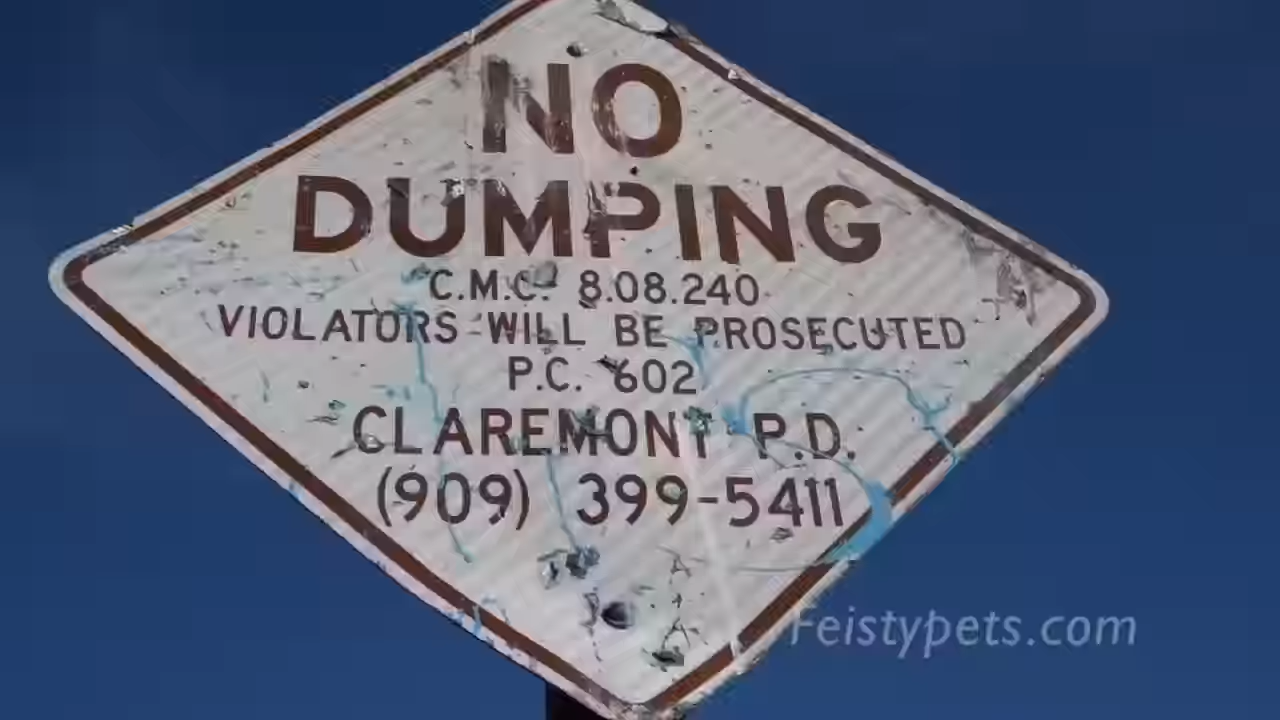 NO
DUMPING
C.M.C. 8.08.240
VIOLATORS WILL BE PROSECUTED
P.C. 602
CLAREMONT P.D.
(909) 399-5411
Feistypets.com